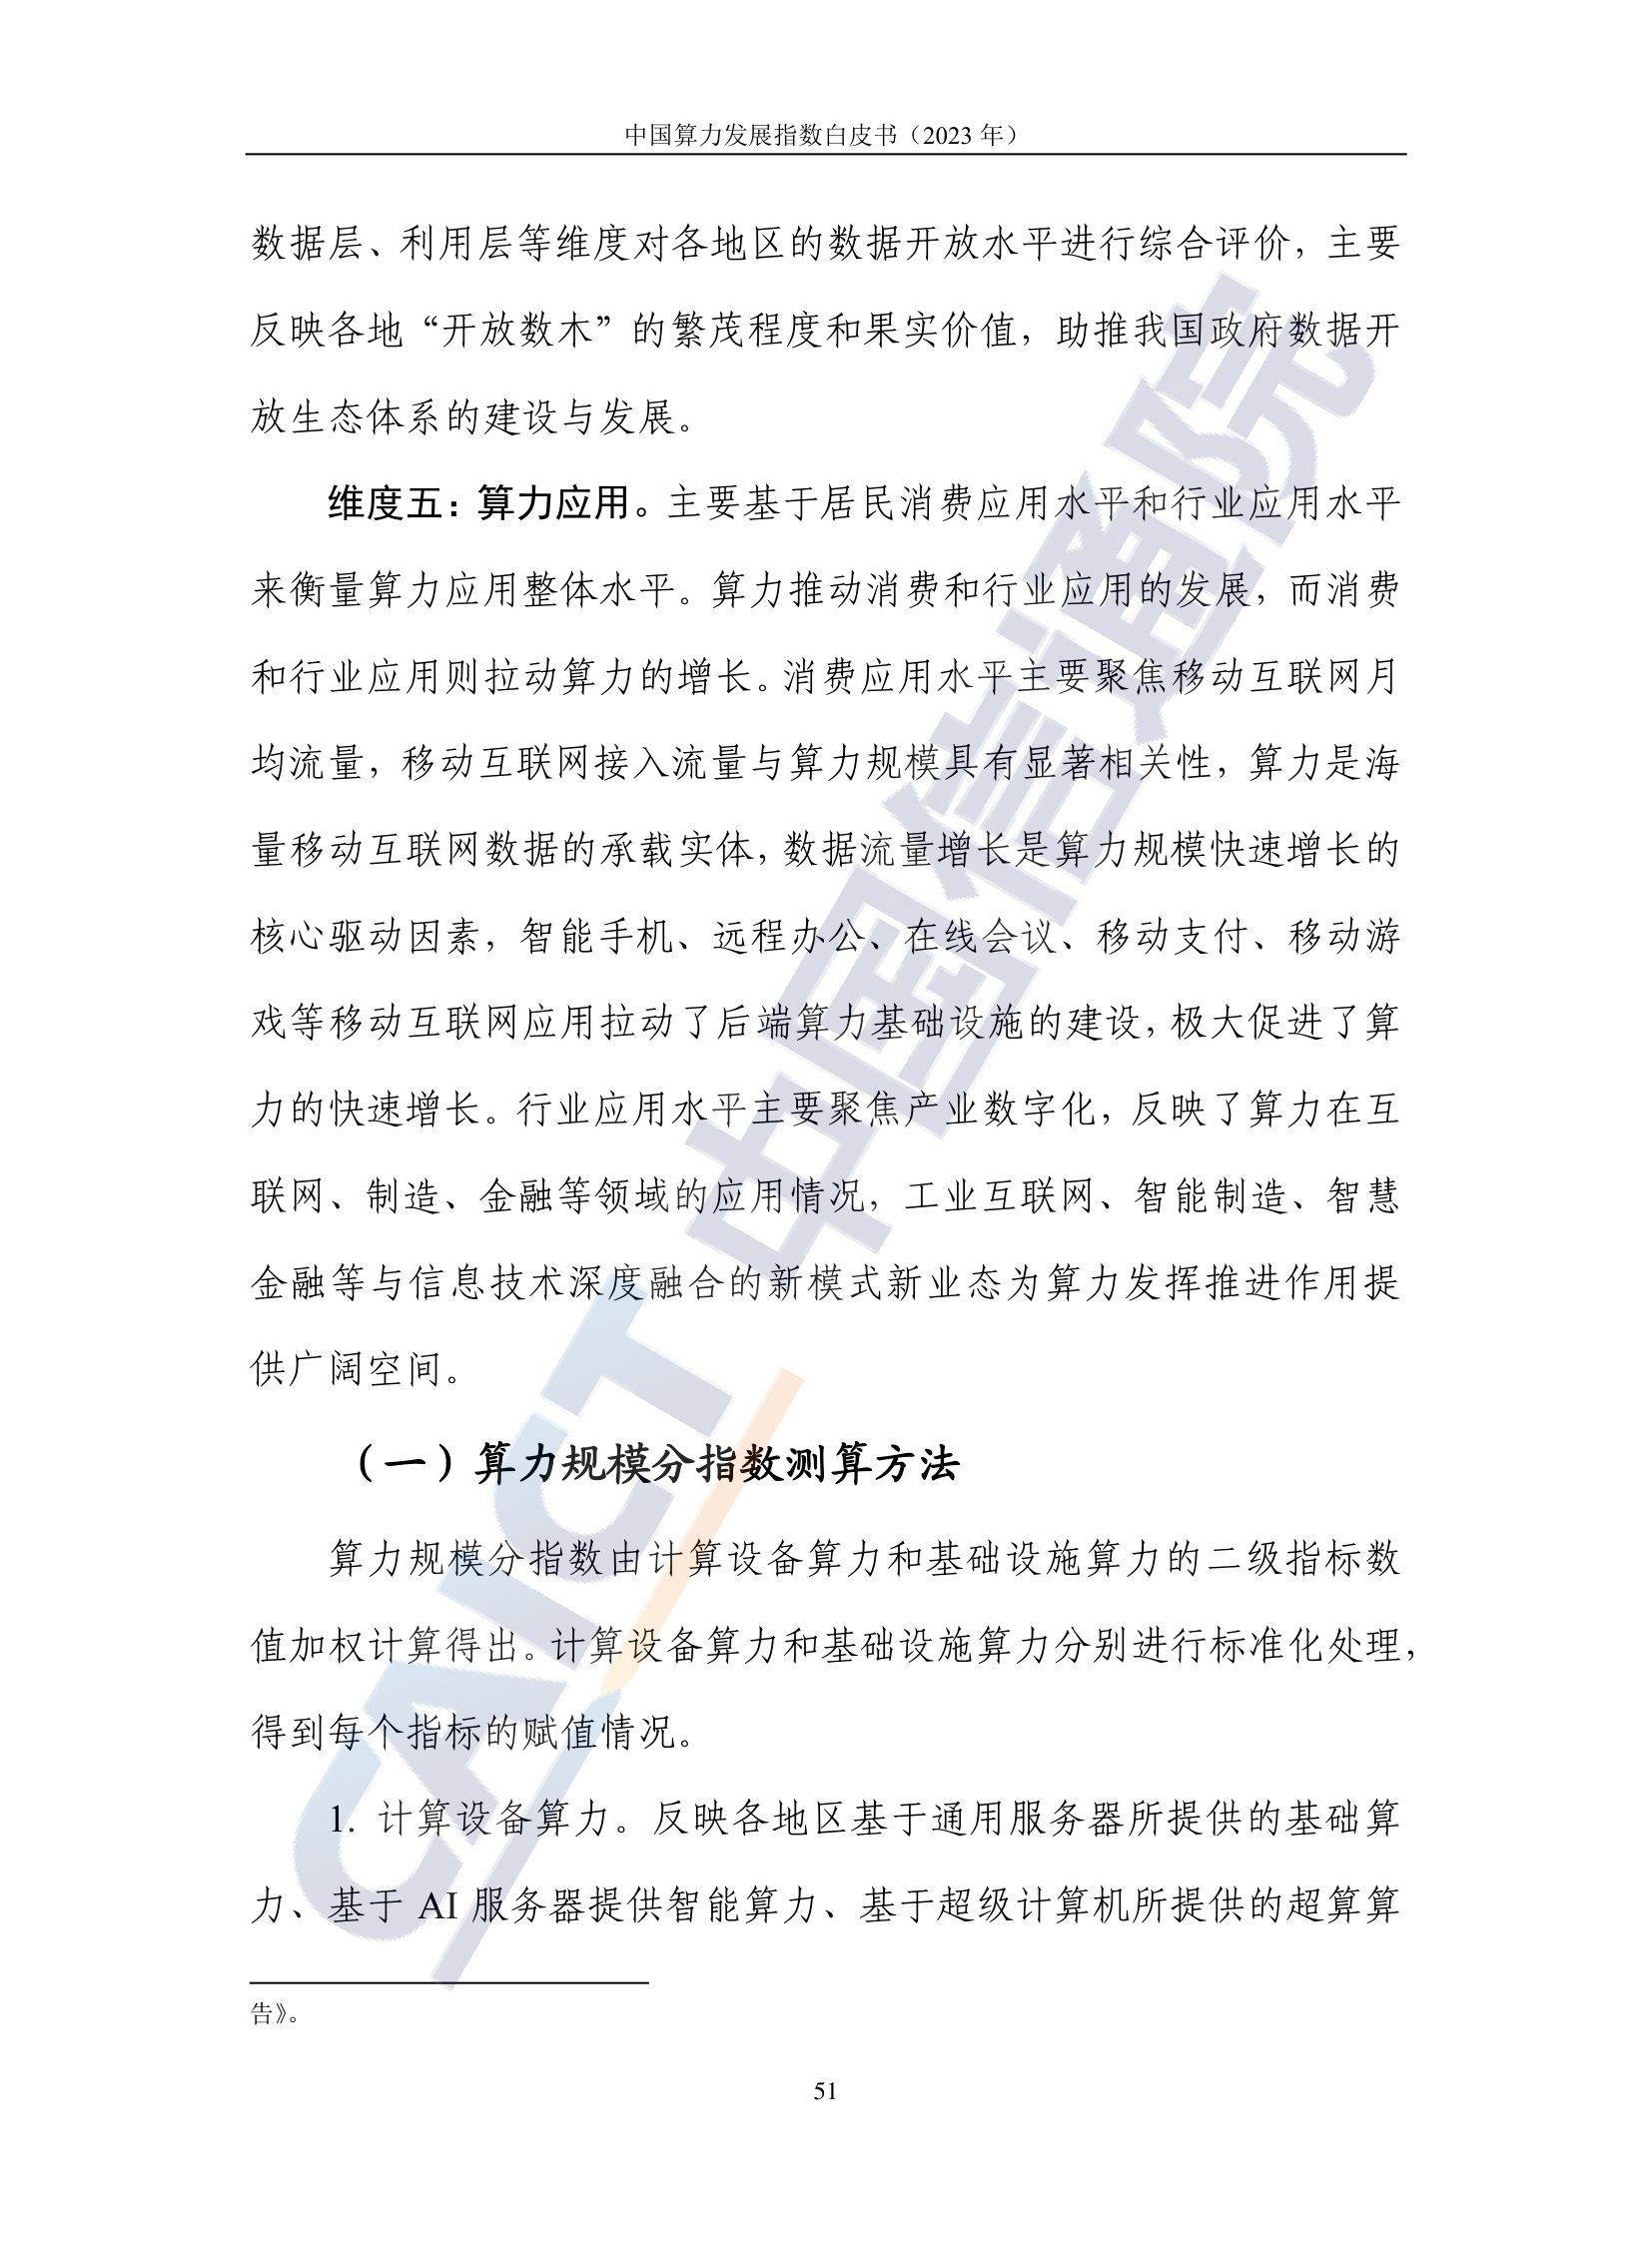 中国算力发展指数白皮书（2023 年）
数据层、利用层等维度对各地区的数据开放水平进行综合评价，主要
反映各地“开放数木”的繁茂程度和果实价值，助推我国政府数据开
放生态体系的建设与发展。
维度五：算力应用。主要基于居民消费应用水平和行业应用水平
来衡量算力应用整体水平。算力推动消费和行业应用的发展，而消费
和行业应用则拉动算力的增长。消费应用水平主要聚焦移动互联网月
均流量，移动互联网接入流量与算力规模具有显著相关性，算力是海
量移动互联网数据的承载实体，数据流量增长是算力规模快速增长的
核心驱动因素，智能手机、远程办公、在线会议、移动支付、移动游
戏等移动互联网应用拉动了后端算力基础设施的建设，极大促进了算
力的快速增长。行业应用水平主要聚焦产业数字化，反映了算力在互
联网、制造、金融等领域的应用情况，工业互联网、智能制造、智慧
金融等与信息技术深度融合的新模式新业态为算力发挥推进作用提
供广阔空间。
（一）算力规模分指数测算方法
算力规模分指数由计算设备算力和基础设施算力的二级指标数
值加权计算得出。计算设备算力和基础设施算力分别进行标准化处理，
得到每个指标的赋值情况。
1. 计算设备算力。反映各地区基于通用服务器所提供的基础算
力、基于 AI 服务器提供智能算力、基于超级计算机所提供的超算算
告》。
51
CAICT 中国信通院